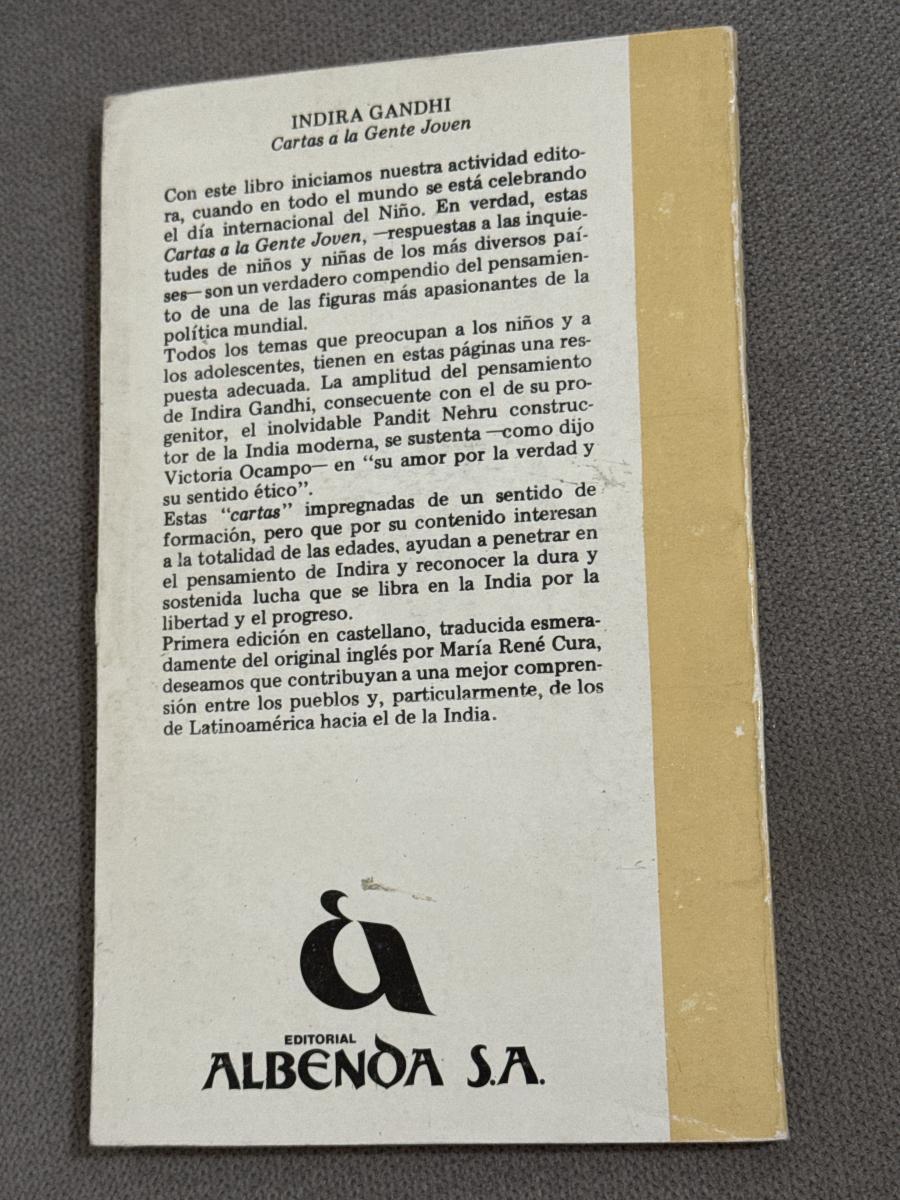 INDIRA GANDHI
Cartas a la Gente Joven
Con este libro iniciamos nuestra actividad edito-
ra, cuando en todo el mundo se está celebrando
el día internacional del Niño. En verdad, estas
Cartas a la Gente Joven, —respuestas a las inquie-
tudes de niños y niñas de los más diversos paí-
ses— son un verdadero compendio del pensamien-
to de una de las figuras más apasionantes de la
política mundial.
Todos los temas que preocupan a los niños y a
los adolescentes, tienen en estas páginas una res-
puesta adecuada. La amplitud del pensamiento
de Indira Gandhi, consecuente con el de su pro-
genitor, el inolvidable Pandit Nehru construc-
tor de la India moderna, se sustenta —como dijo
Victoria Ocampo— en “su amor por la verdad y
su sentido ético”.
Estas “cartas” impregnadas de un sentido de
formación, pero que por su contenido interesan
a la totalidad de las edades, ayudan a penetrar en
el pensamiento de Indira y reconocer la dura y
sostenida lucha que se libra en la India por la
libertad y el progreso.
Primera edición en castellano, traducida esmera-
damente del original inglés por María René Cura,
deseamos que contribuyan a una mejor compren-
sión entre los pueblos y, particularmente, de los
de Latinoamérica hacia el de la India.
a
EDITORIAL
ALBENDA S.A.